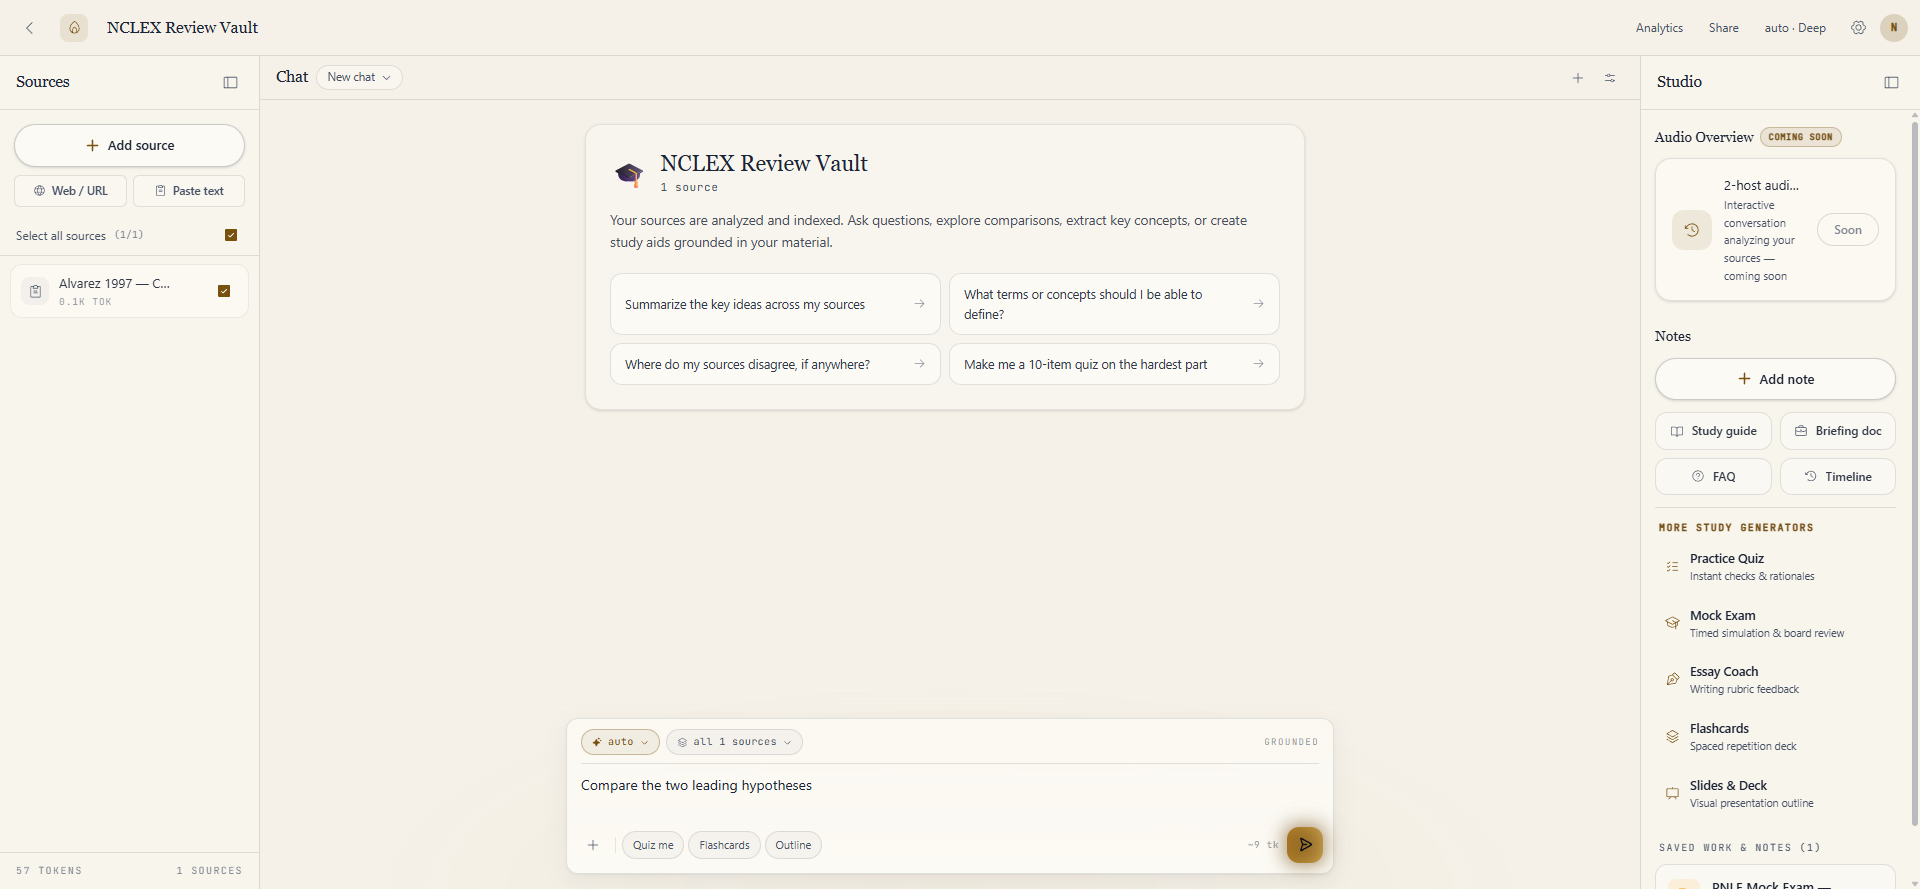 NCLEX Review Vault
Analytics
Share
auto · Deep
N
Sources
Add source
Web / URL
Paste text
Select all sources (1/1)
Alvarez 1997 — C...
0.1K TOK
57 TOKENS
1 SOURCES
Chat
New chat
NCLEX Review Vault
1 source
Your sources are analyzed and indexed. Ask questions, explore comparisons, extract key concepts, or create
study aids grounded in your material.
Summarize the key ideas across my sources
What terms or concepts should I be able to
define?
Where do my sources disagree, if anywhere?
Make me a 10-item quiz on the hardest part
auto
all 1 sources
GROUNDED
Compare the two leading hypotheses
Quiz me
Flashcards
Outline
~9 tk
Studio
Audio Overview
COMING SOON
2-host audi...
Interactive
conversation
analyzing your
sources —
coming soon
Soon
Notes
Add note
Study guide
Briefing doc
FAQ
Timeline
MORE STUDY GENERATORS
Practice Quiz
Instant checks & rationales
Mock Exam
Timed simulation & board review
Essay Coach
Writing rubric feedback
Flashcards
Spaced repetition deck
Slides & Deck
Visual presentation outline
SAVED WORK & NOTES (1)
PNLE Mock Exam —